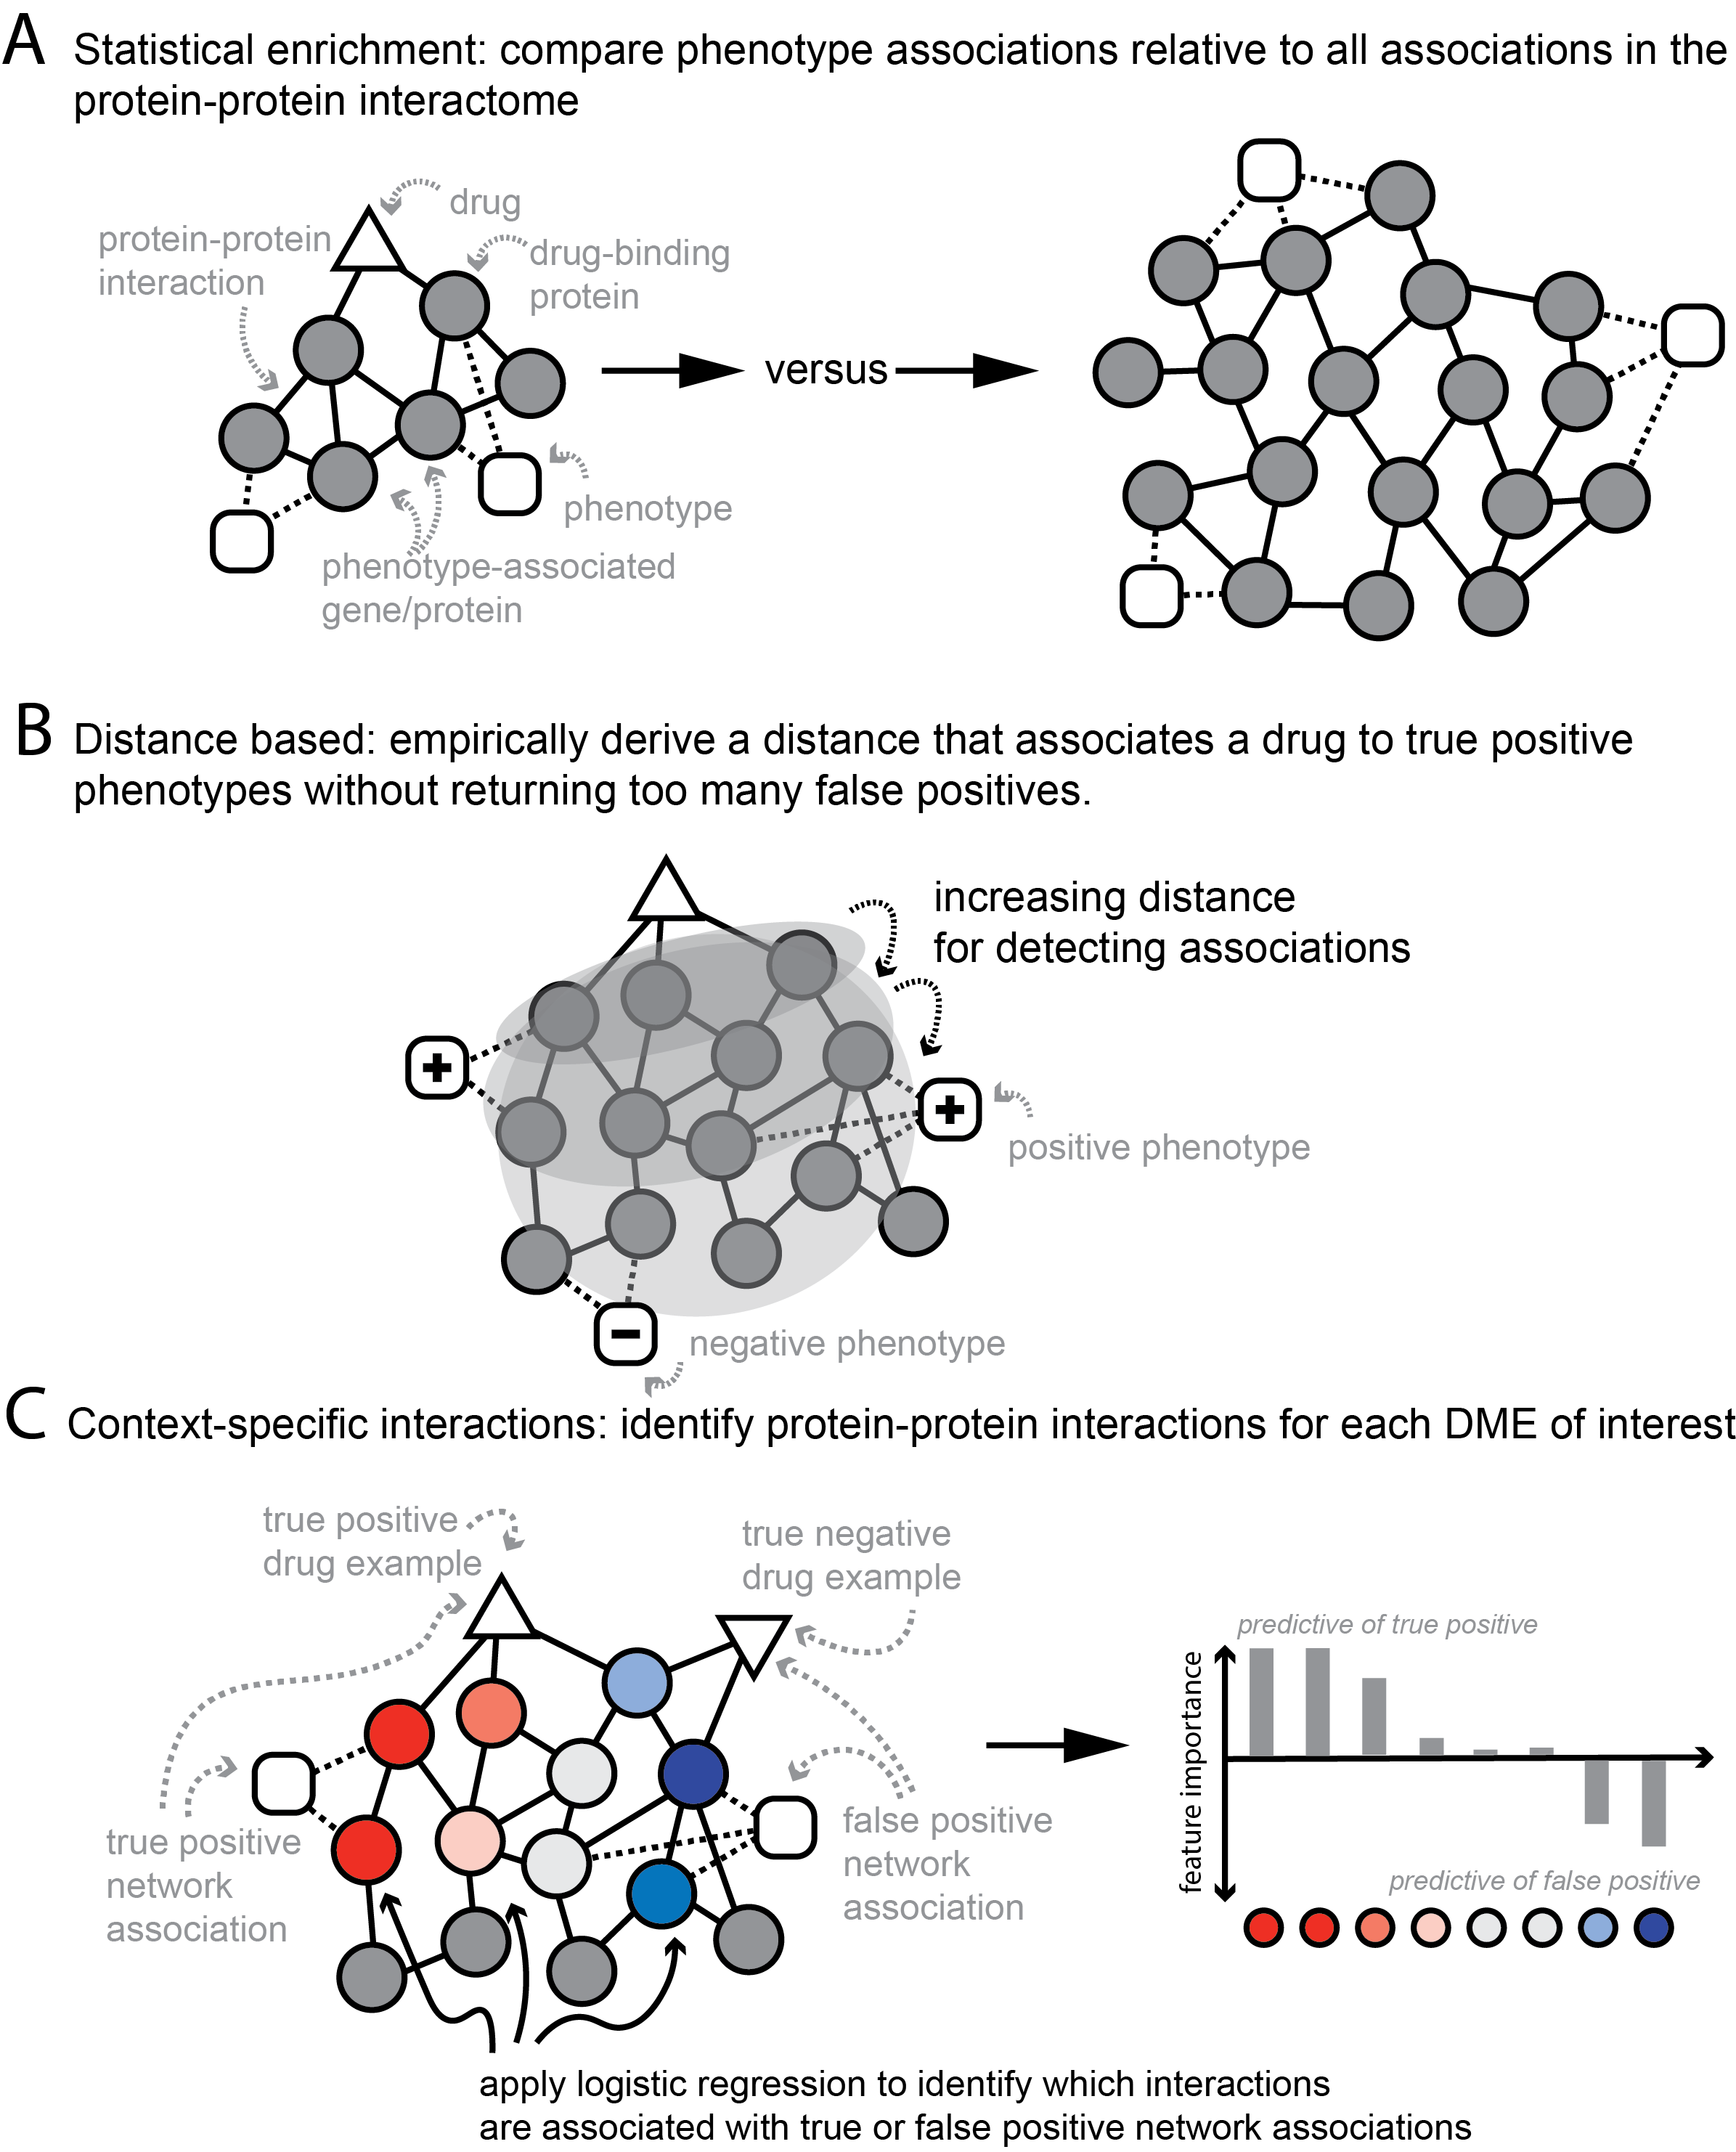 A Statistical enrichment: compare phenotype associations relative to all associations in the
protein-protein interactome
drug
protein-protein
interaction
drug-binding
protein
versus
phenotype
phenotype-associated
gene/protein
B Distance based: empirically derive a distance that associates a drug to true positive
phenotypes without returning too many false positives.
increasing distance
for detecting associations
+
+
positive phenotype
−
negative phenotype
C Context-specific interactions: identify protein-protein interactions for each DME of interest
true positive
drug example
true negative
drug example
true positive
network
association
false positive
network
association
predictive of true positive
feature importance
predictive of false positive
apply logistic regression to identify which interactions
are associated with true or false positive network associations